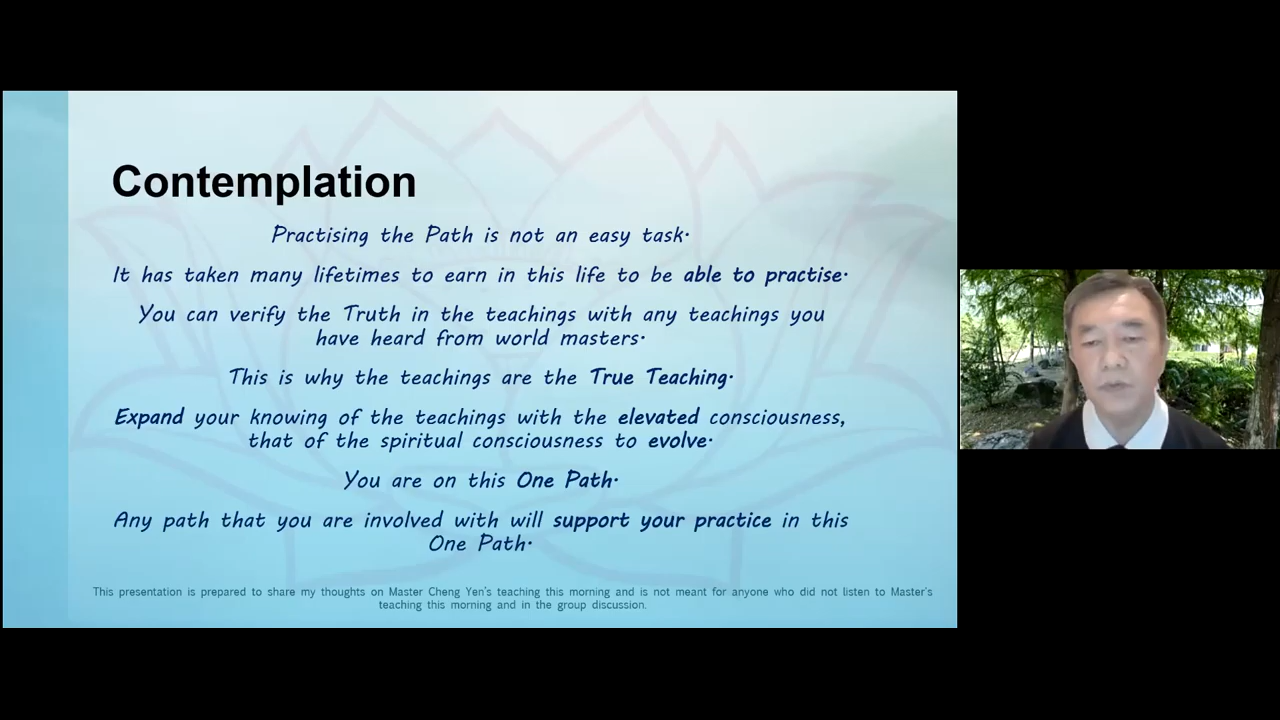 Contemplation
Practising the Path is not an easy task.
It has taken many lifetimes to earn in this life to be able to practise.
You can verify the Truth in the teachings with any teachings you
have heard from world masters.
This is why the teachings are the True Teaching.
Expand your knowing of the teachings with the elevated consciousness,
that of the spiritual consciousness to evolve.
You are on this One Path.
Any path that you are involved with will support your practice in this
One Path.
This presentation is prepared to share my thoughts on Master Cheng Yen's teaching this morning and is not meant for anyone who did not listen to Master's
teaching this morning and in the group discussion.